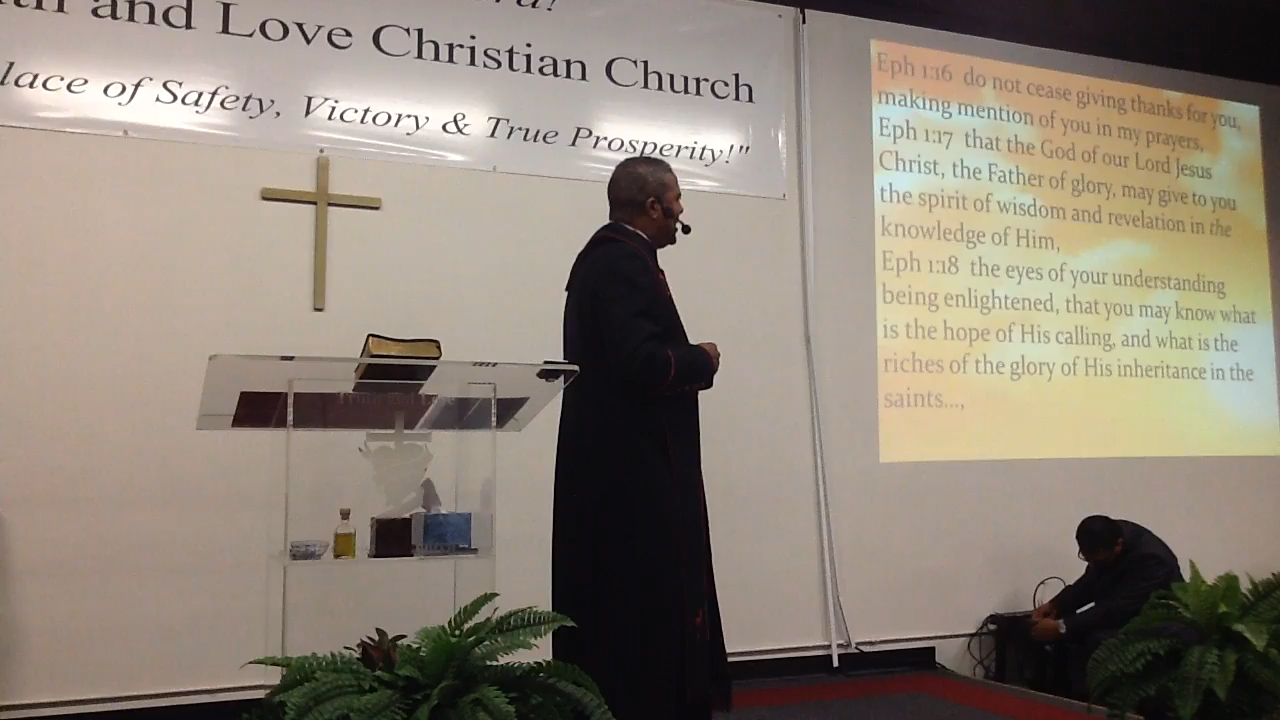 and Love Christian Church
of Safety, Victory & True Prosperity!"
Eph 1:16 do not cease giving thanks for you,
making mention of you in my prayers,
Eph 1:17 that the God of our Lord Jesus
Christ, the Father of glory, may give to you
the spirit of wisdom and revelation in the
knowledge of Him,
Eph 1:18 the eyes of your understanding
being enlightened, that you may know what
is the hope of His calling, and what is the
riches of the glory of His inheritance in the
saints...,